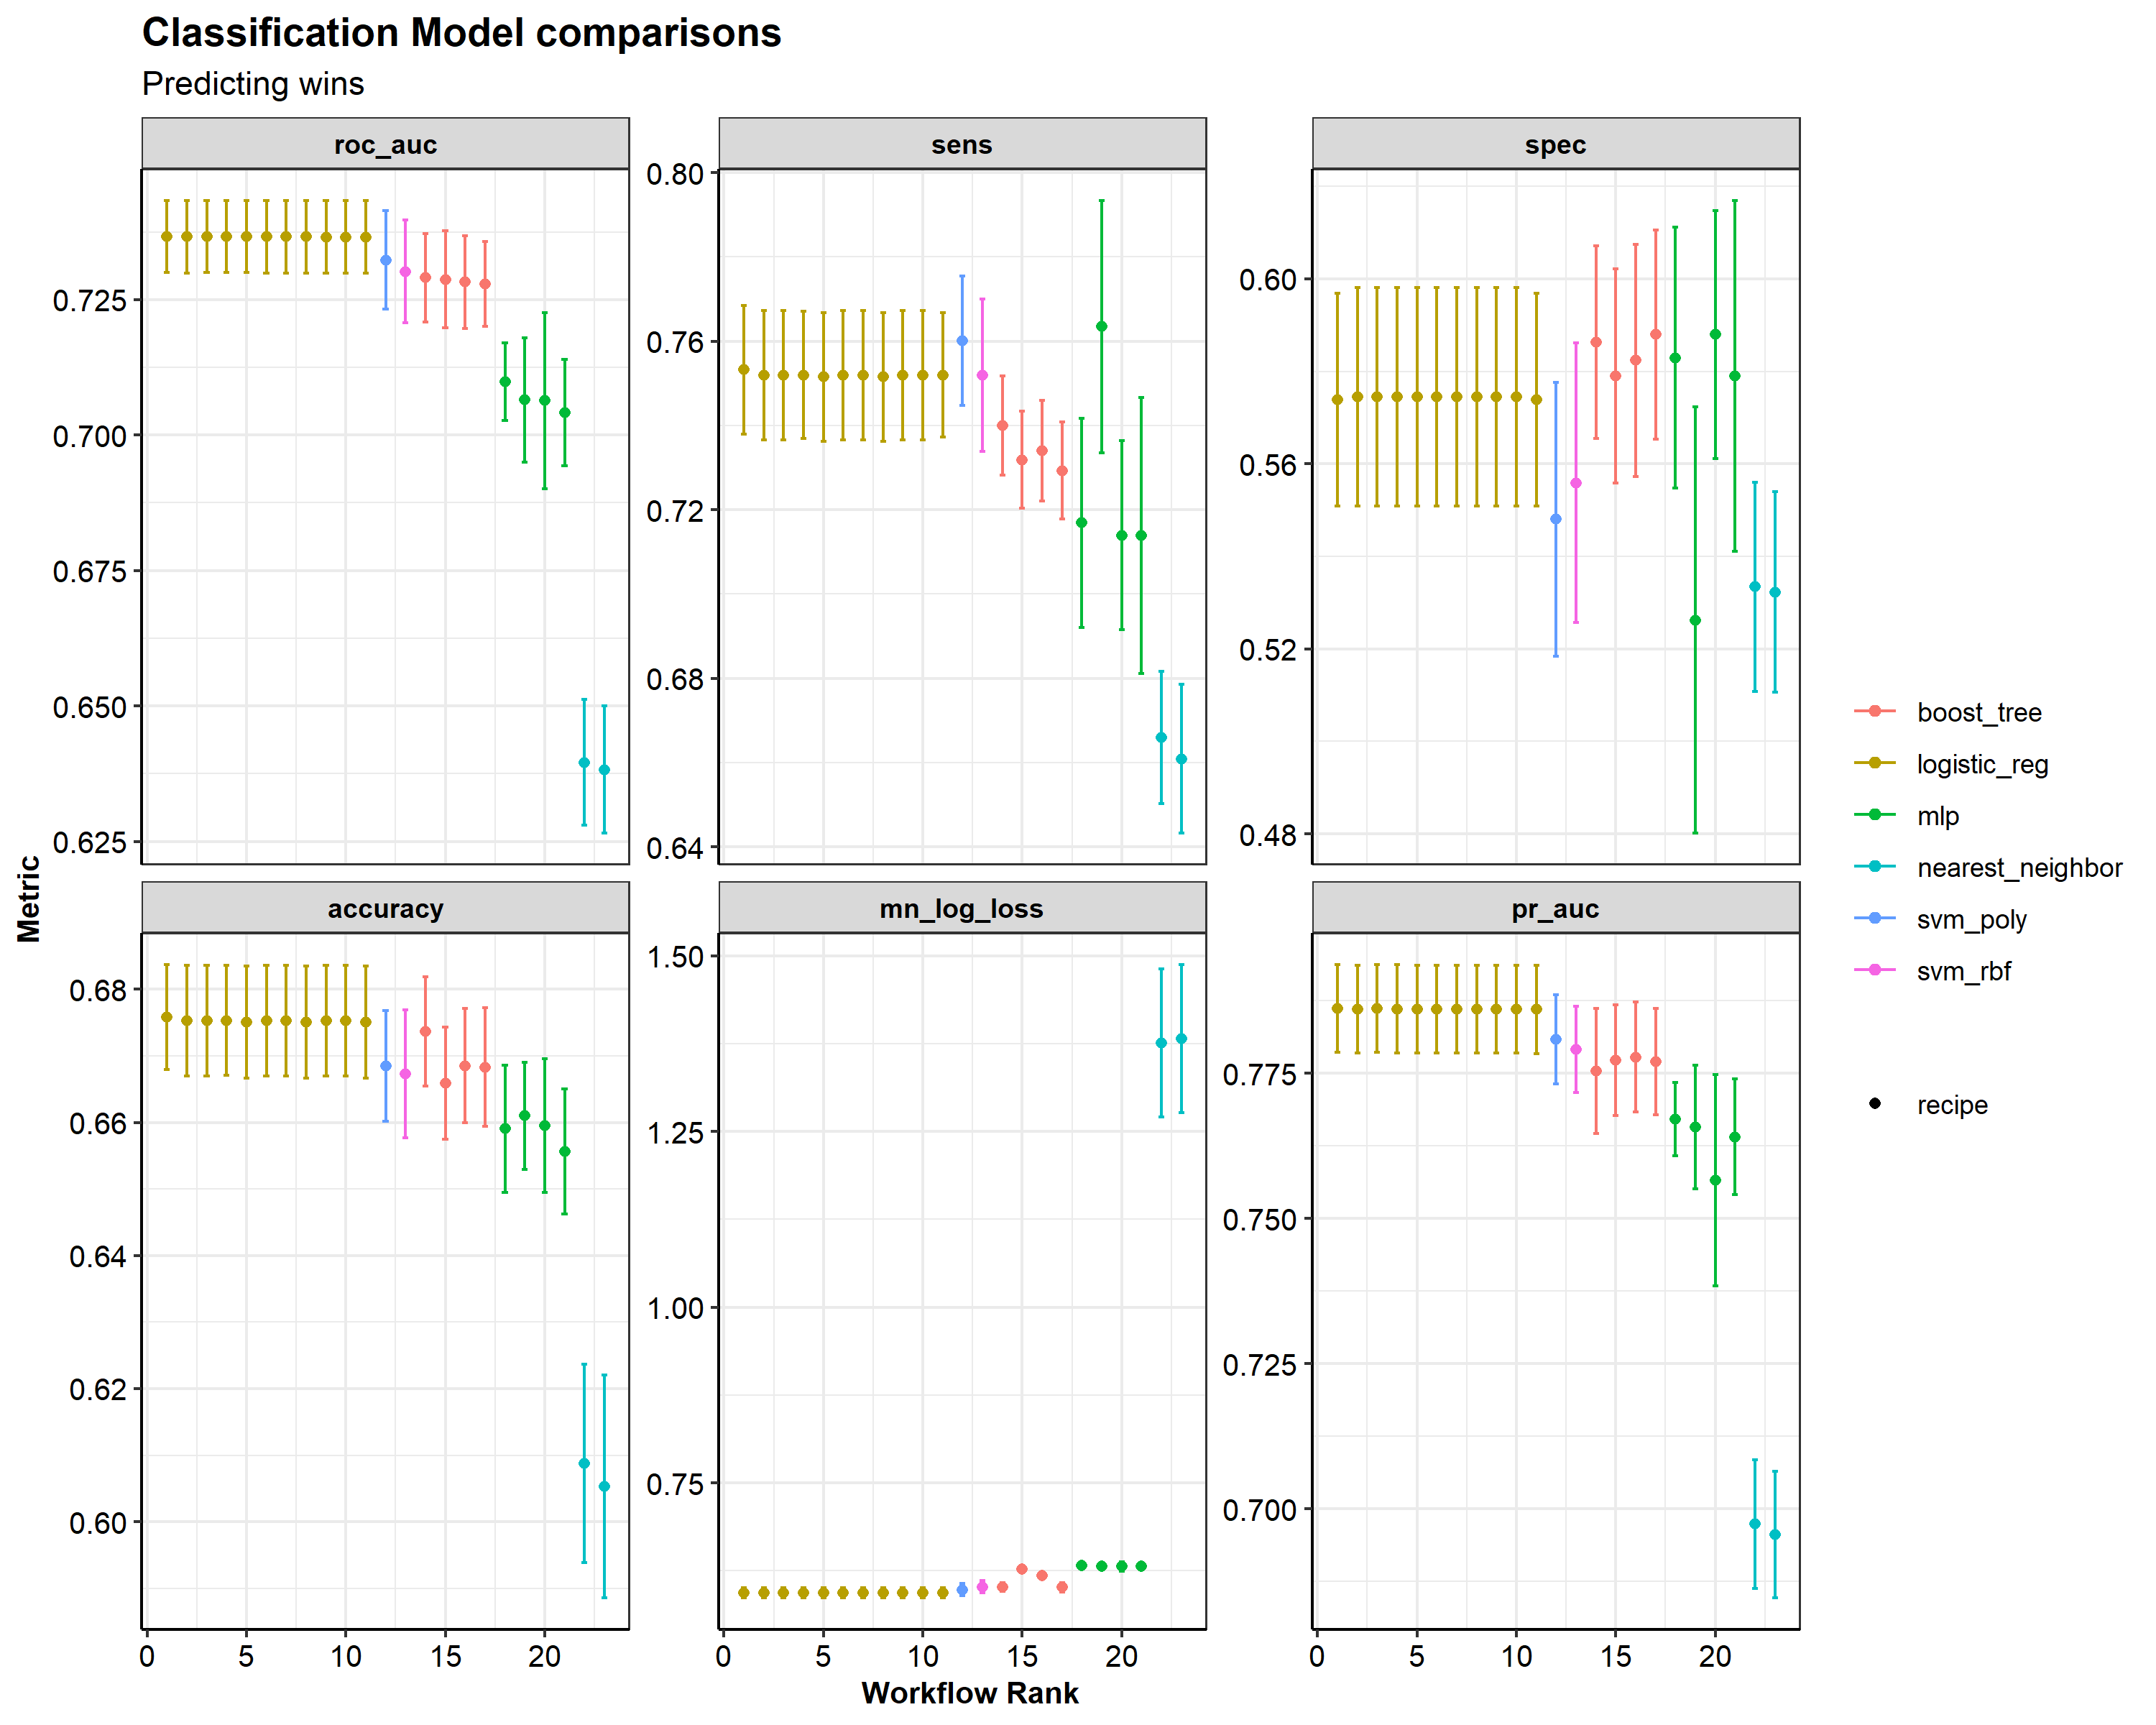 Classification Model comparisons
Predicting wins
roc_auc
sens
spec
0.725
0.700
0.675
0.650
0.625
0.80
0.76
0.72
0.68
0.64
0.60
0.56
0.52
0.48
Metric
accuracy
mn_log_loss
pr_auc
0.68
0.66
0.64
0.62
0.60
1.50
1.25
1.00
0.75
0.775
0.750
0.725
0.700
0 5 10 15 20
0 5 10 15 20
0 5 10 15 20
Workflow Rank
boost_tree
logistic_reg
mlp
nearest_neighbor
svm_poly
svm_rbf
recipe